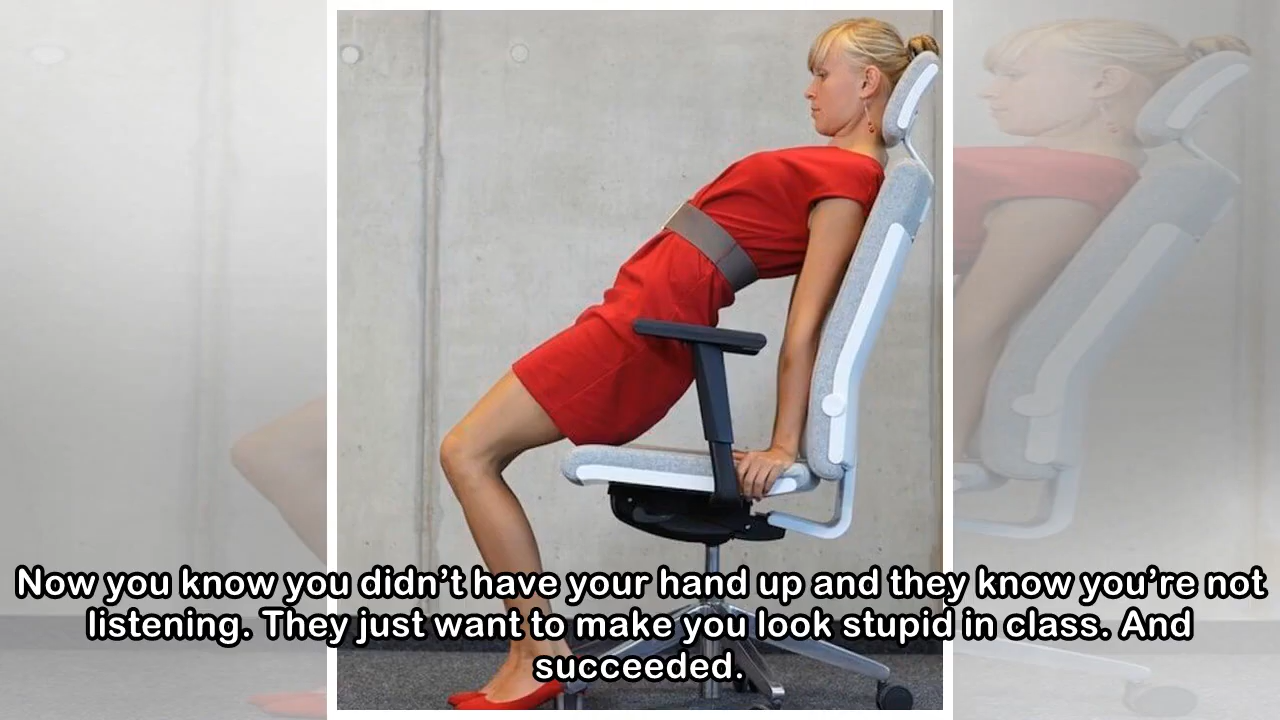 Now you know you didn’t have your hand up and they know you’re not
listening. They just want to make you look stupid in class. And
succeeded.